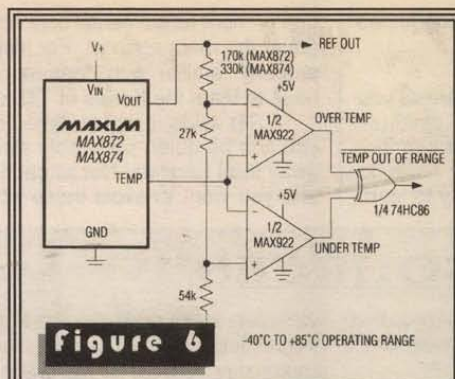 V+
VIN
VOUT
MAXIM
MAX872
MAX874
TEMP
GND
REF OUT
170k (MAX872)
330k (MAX874)
27k
54k
+5V
1/2
MAX922
OVER TEMP
+5V
1/2
MAX922
UNDER TEMP
TEMP OUT OF RANGE
1/4 74HC86
Figure 6
-40°C TO +85°C OPERATING RANGE